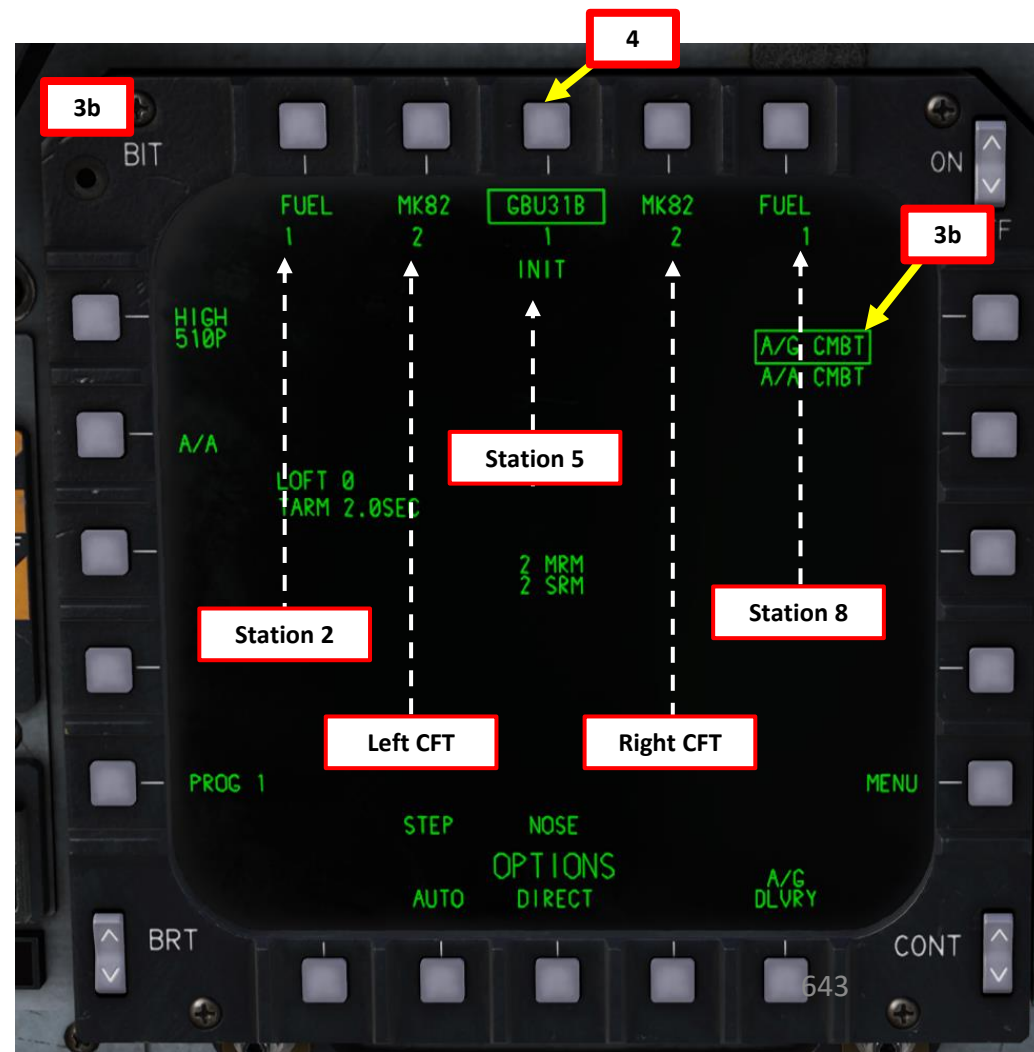 4
3b
BIT
ON
FUEL MK82 GBU31B MK82 FUEL
1 2 1 2 1
3b
INIT
HIGH
510P
A/G CMBT
A/A CMBT
A/A
Station 5
LOFT 0
TARM 2.0SEC
2 MRM
2 SRM
Station 2
Station 8
Left CFT
Right CFT
PROG 1
MENU
STEP NOSE
OPTIONS
AUTO DIRECT
A/G
DLVRY
BRT
CONT
643